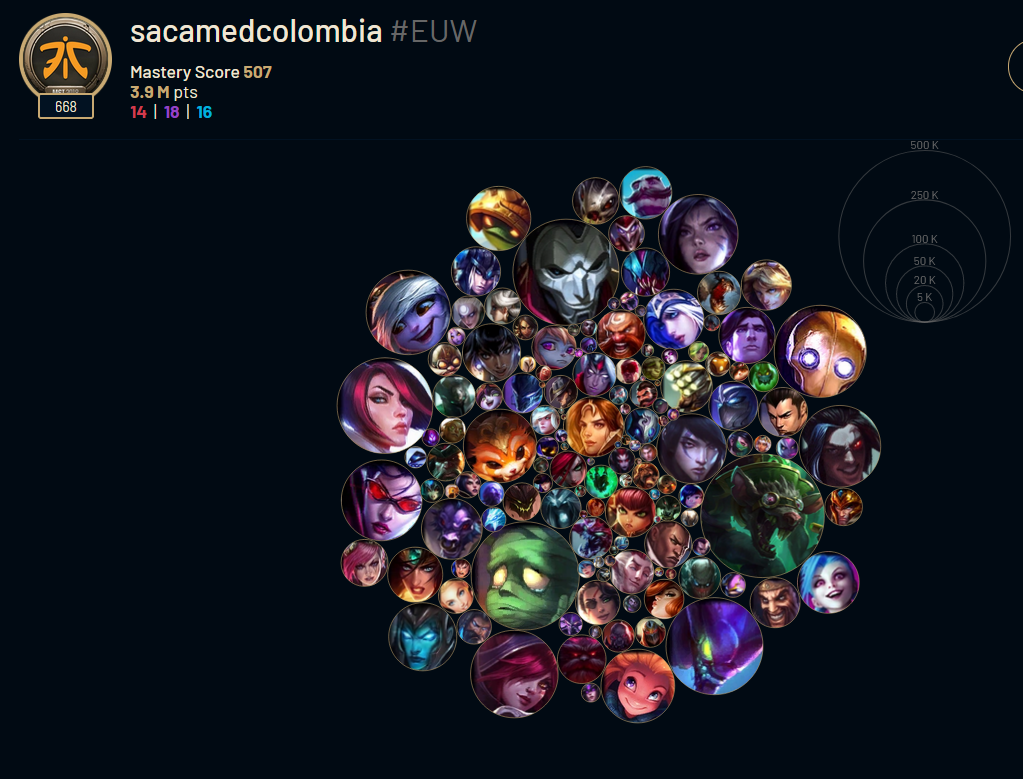 sacamedcolombia #EUW
Mastery Score 507
3.9 M pts
14 | 18 | 16
668
500 K
250 K
100 K
50 K
20 K
5 K